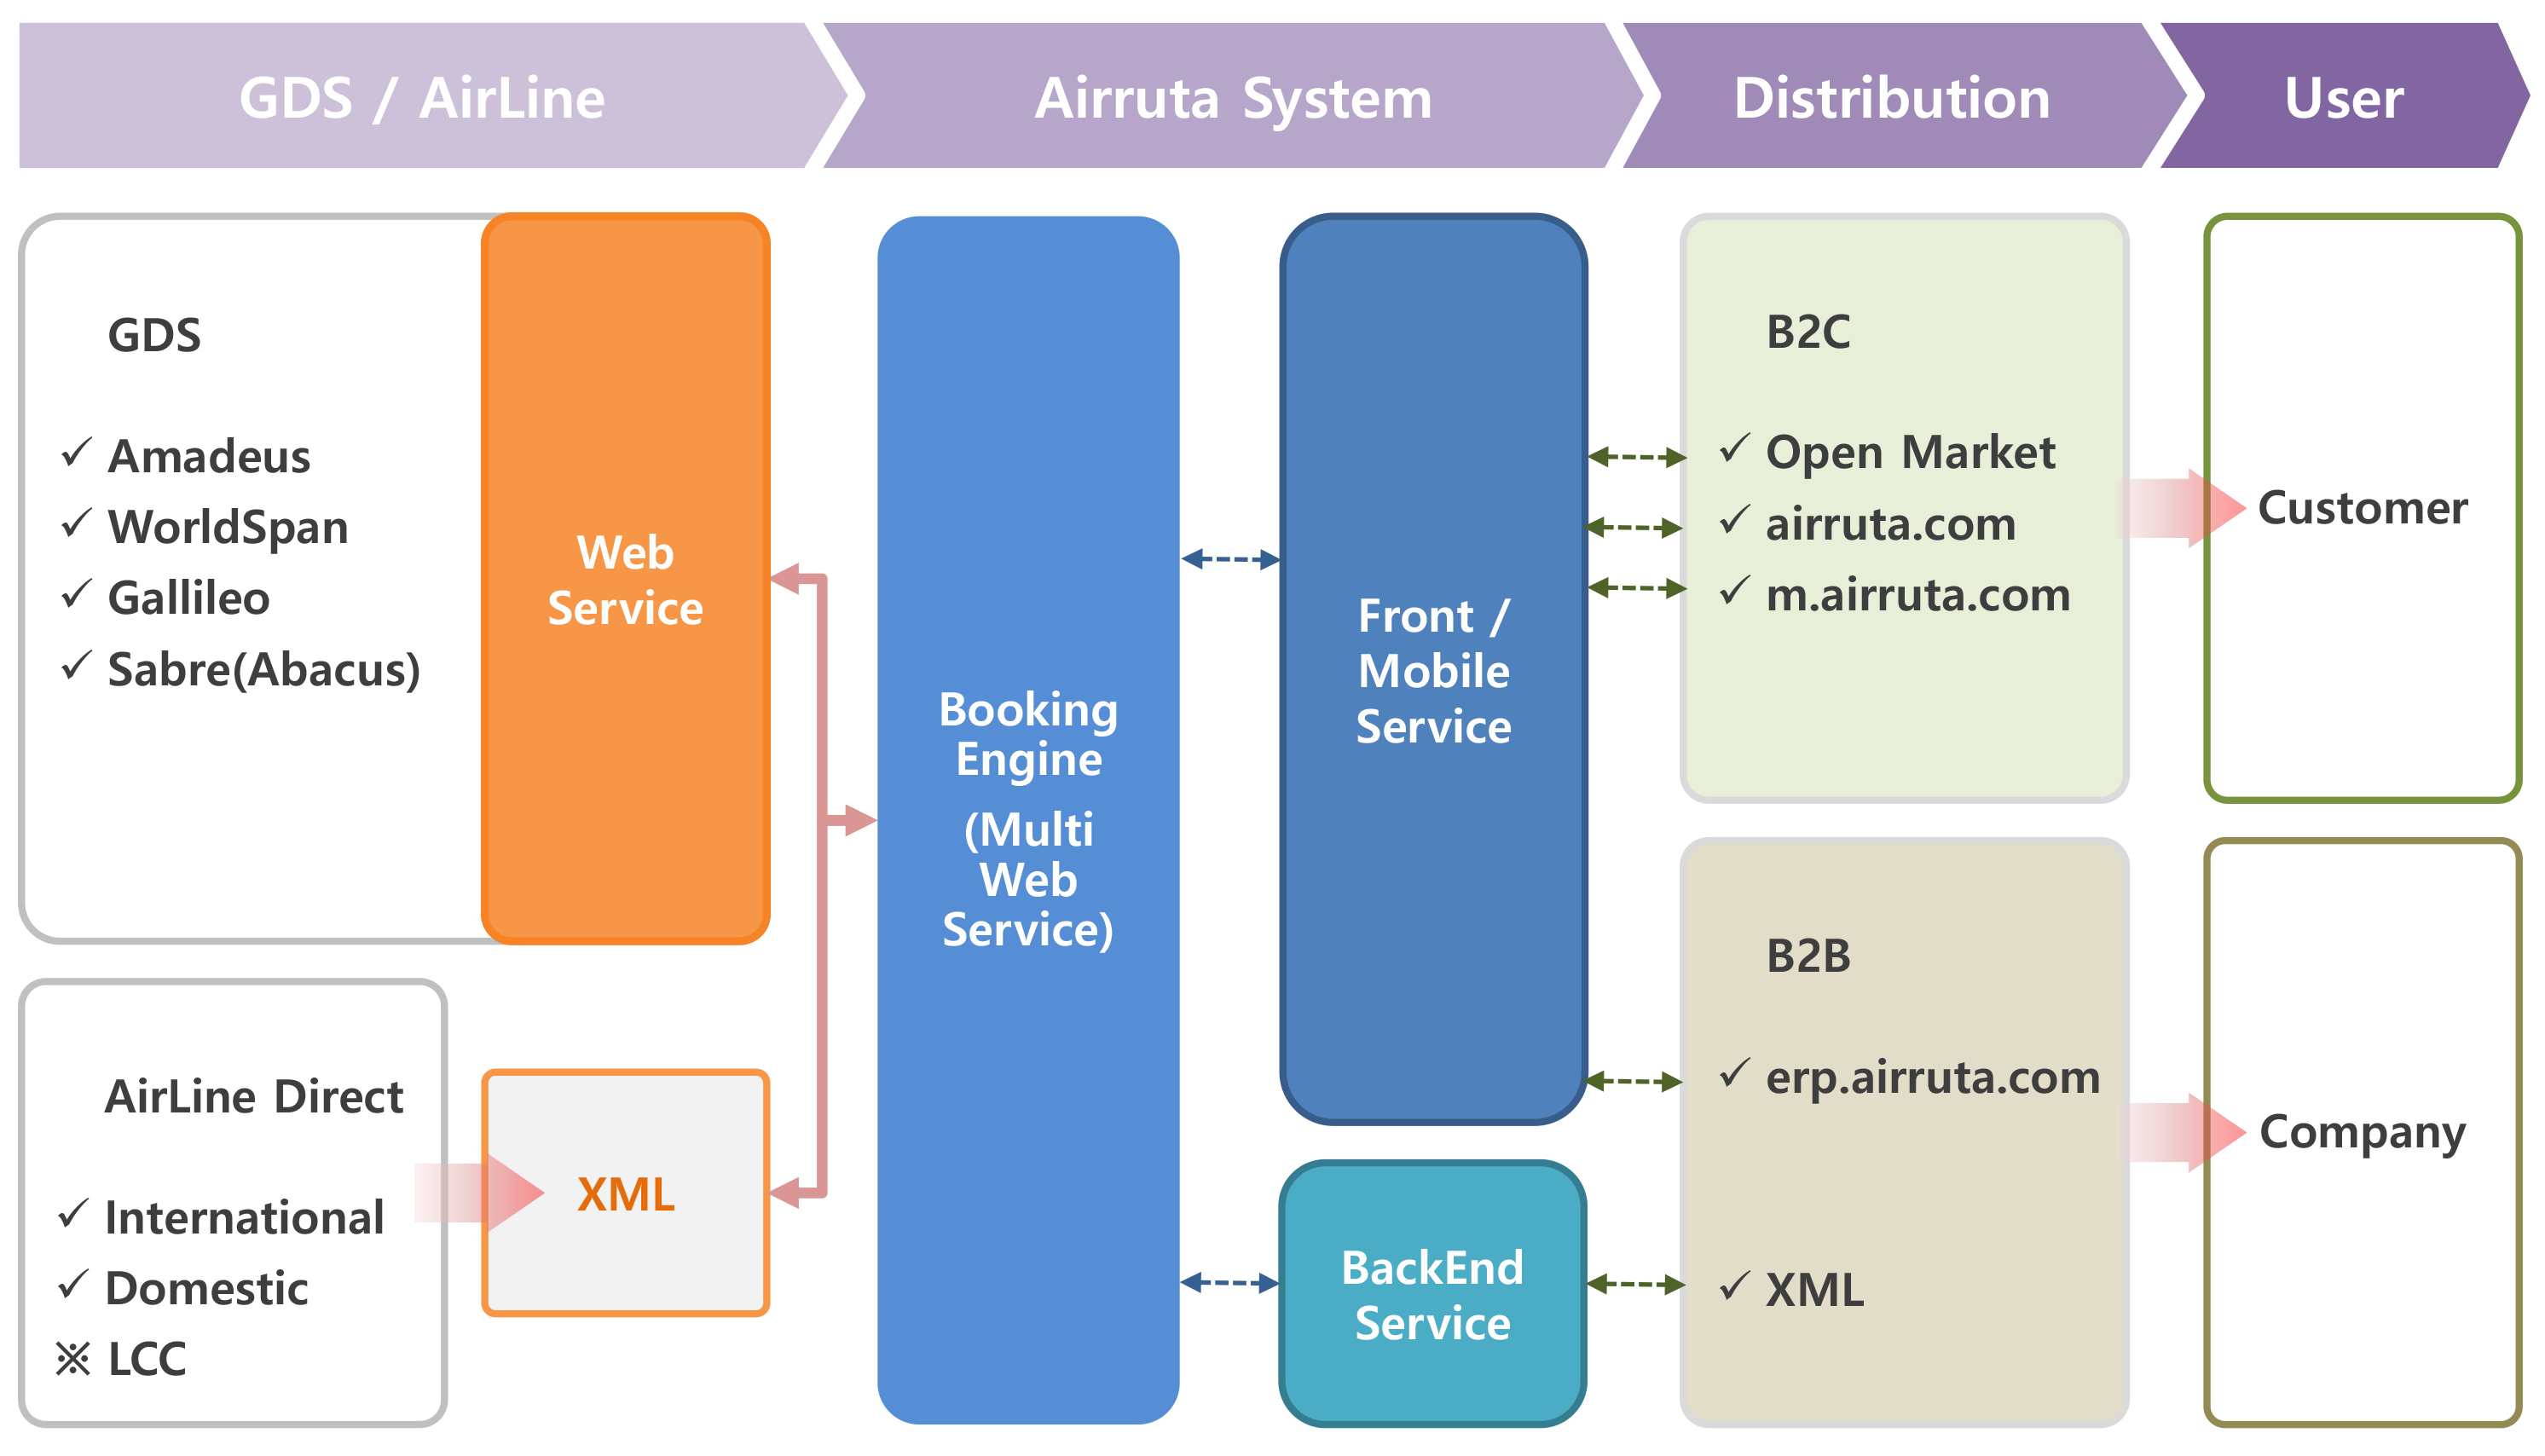 GDS / AirLine
Airruta System
Distribution
User
GDS
✓ Amadeus
✓ WorldSpan
✓ Gallileo
✓ Sabre(Abacus)
Web
Service
AirLine Direct
✓ International
✓ Domestic
※ LCC
XML
Booking
Engine
(Multi
Web
Service)
Front /
Mobile
Service
BackEnd
Service
B2C
✓ Open Market
✓ airruta.com
✓ m.airruta.com
B2B
✓ erp.airruta.com
✓ XML
Customer
Company